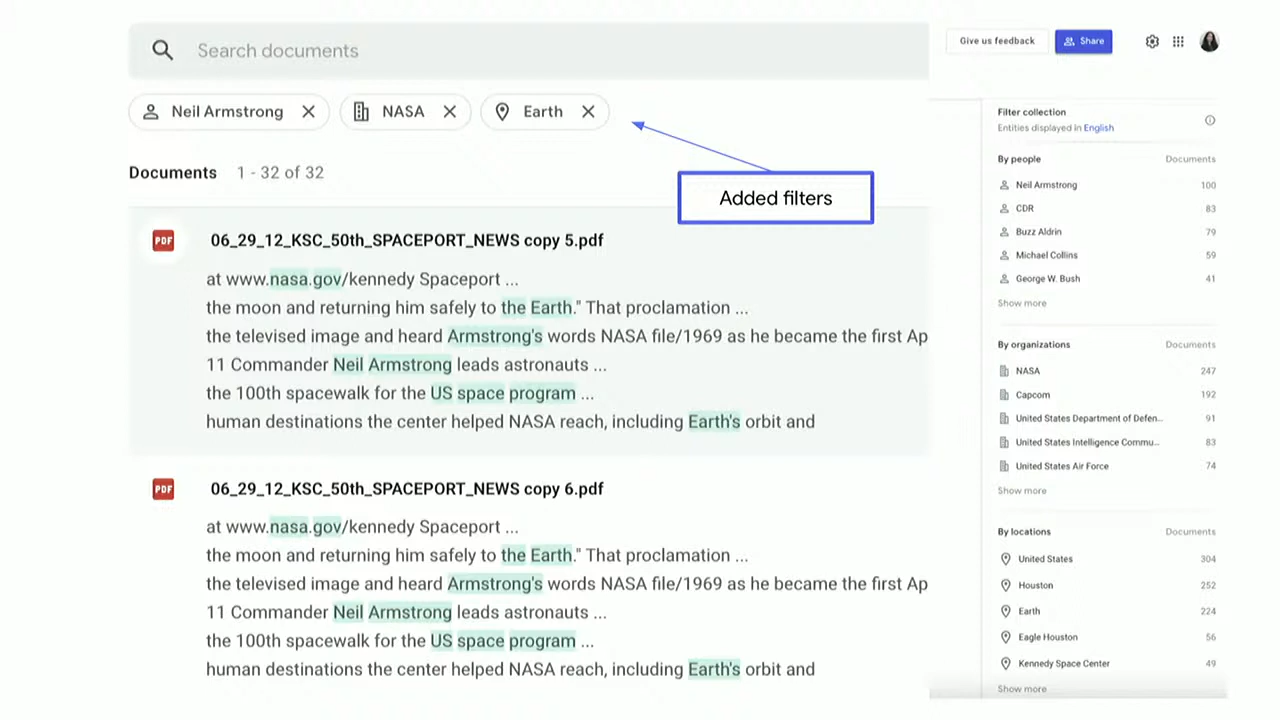 Search documents
Give us feedback
Share
Neil Armstrong
NASA
Earth
Added filters
Documents 1 - 32 of 32
PDF
06_29_12_KSC_50th_SPACEPORT_NEWS copy 5.pdf
at www.nasa.gov/kennedy Spaceport ...
the moon and returning him safely to the Earth." That proclamation ...
the televised image and heard Armstrong's words NASA file/1969 as he became the first Ap
11 Commander Neil Armstrong leads astronauts ...
the 100th spacewalk for the US space program ...
human destinations the center helped NASA reach, including Earth's orbit and
PDF
06_29_12_KSC_50th_SPACEPORT_NEWS copy 6.pdf
at www.nasa.gov/kennedy Spaceport ...
the moon and returning him safely to the Earth." That proclamation ...
the televised image and heard Armstrong's words NASA file/1969 as he became the first Ap
11 Commander Neil Armstrong leads astronauts ...
the 100th spacewalk for the US space program ...
human destinations the center helped NASA reach, including Earth's orbit and
Filter collection
Entities displayed in English
By people Documents
Neil Armstrong 100
CDR 83
Buzz Aldrin 79
Michael Collins 59
George W. Bush 41
Show more
By organizations Documents
NASA 247
Capcom 192
United States Department of Defen... 91
United States Intelligence Commu... 83
United States Air Force 74
Show more
By locations Documents
United States 304
Houston 252
Earth 224
Eagle Houston 56
Kennedy Space Center 49
Show more